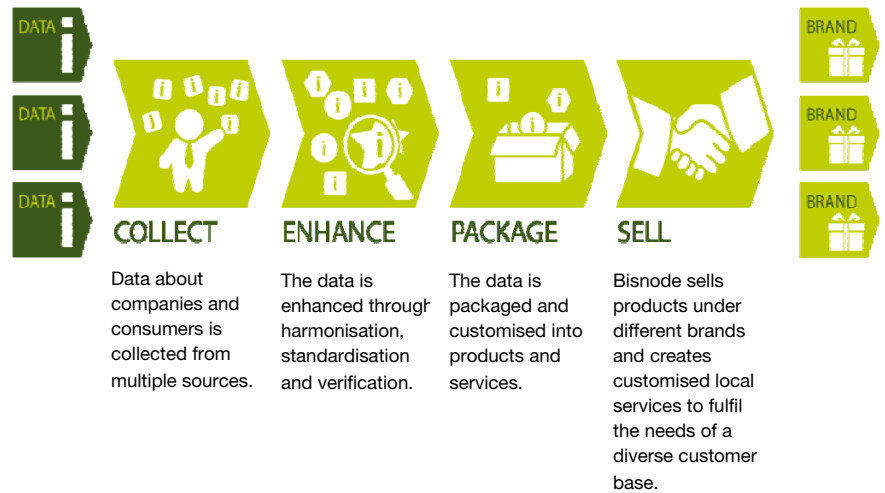 DATA
DATA
DATA
COLLECT
Data about
companies and
consumers is
collected from
multiple sources.
ENHANCE
The data is
enhanced through
harmonisation,
standardisation
and verification.
PACKAGE
The data is
packaged and
customised into
products and
services.
SELL
Bisnode sells
products under
different brands
and creates
customised local
services to fulfil
the needs of a
diverse customer
base.
BRAND
BRAND
BRAND